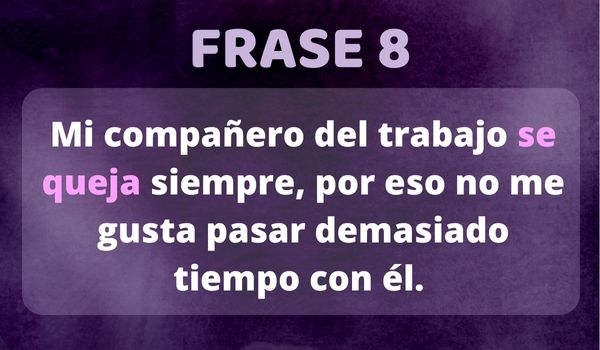 FRASE 8
Mi compañero del trabajo se
queja siempre, por eso no me
gusta pasar demasiado
tiempo con él.